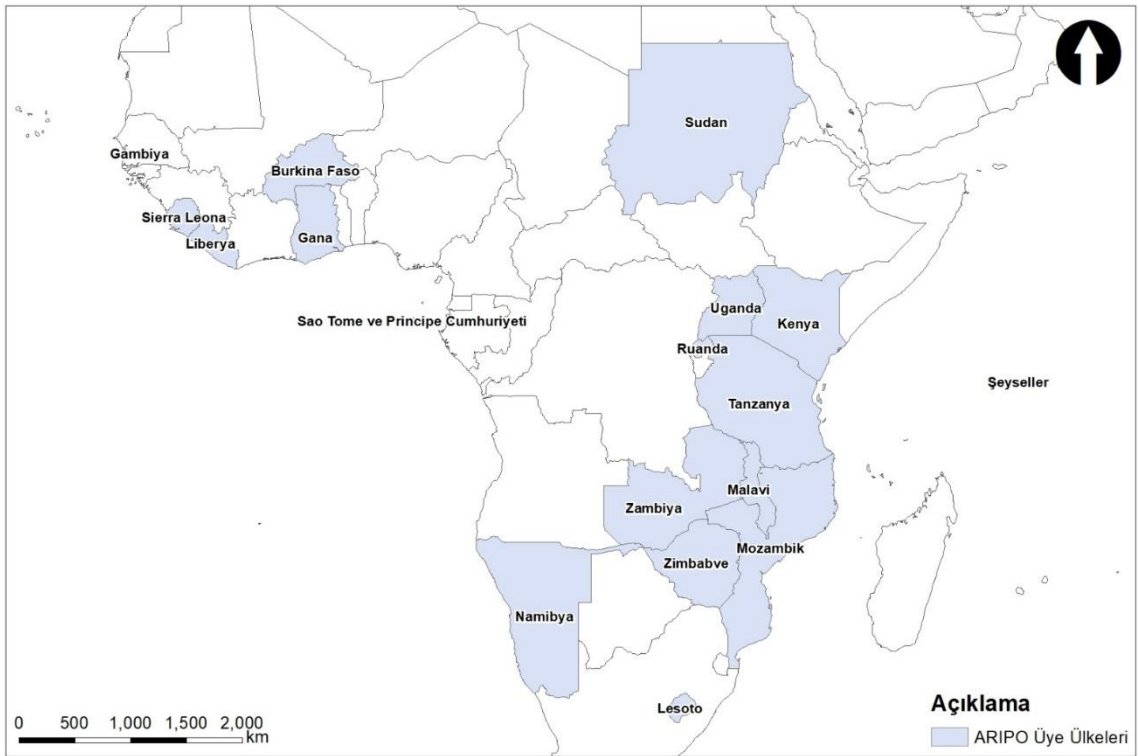 Sudan
Gambiya
Burkina Faso
Sierra Leona
Liberya
Gana
Uganda
Kenya
Sao Tome ve Principe Cumhuriyeti
Ruanda
Şeyseller
Tanzanya
Malavi
Zambiya
Mozambik
Zimbabve
Namibya
Lesoto
Açıklama
ARIPO Üye Ülkeleri
0 500 1,000 1,500 2,000
km